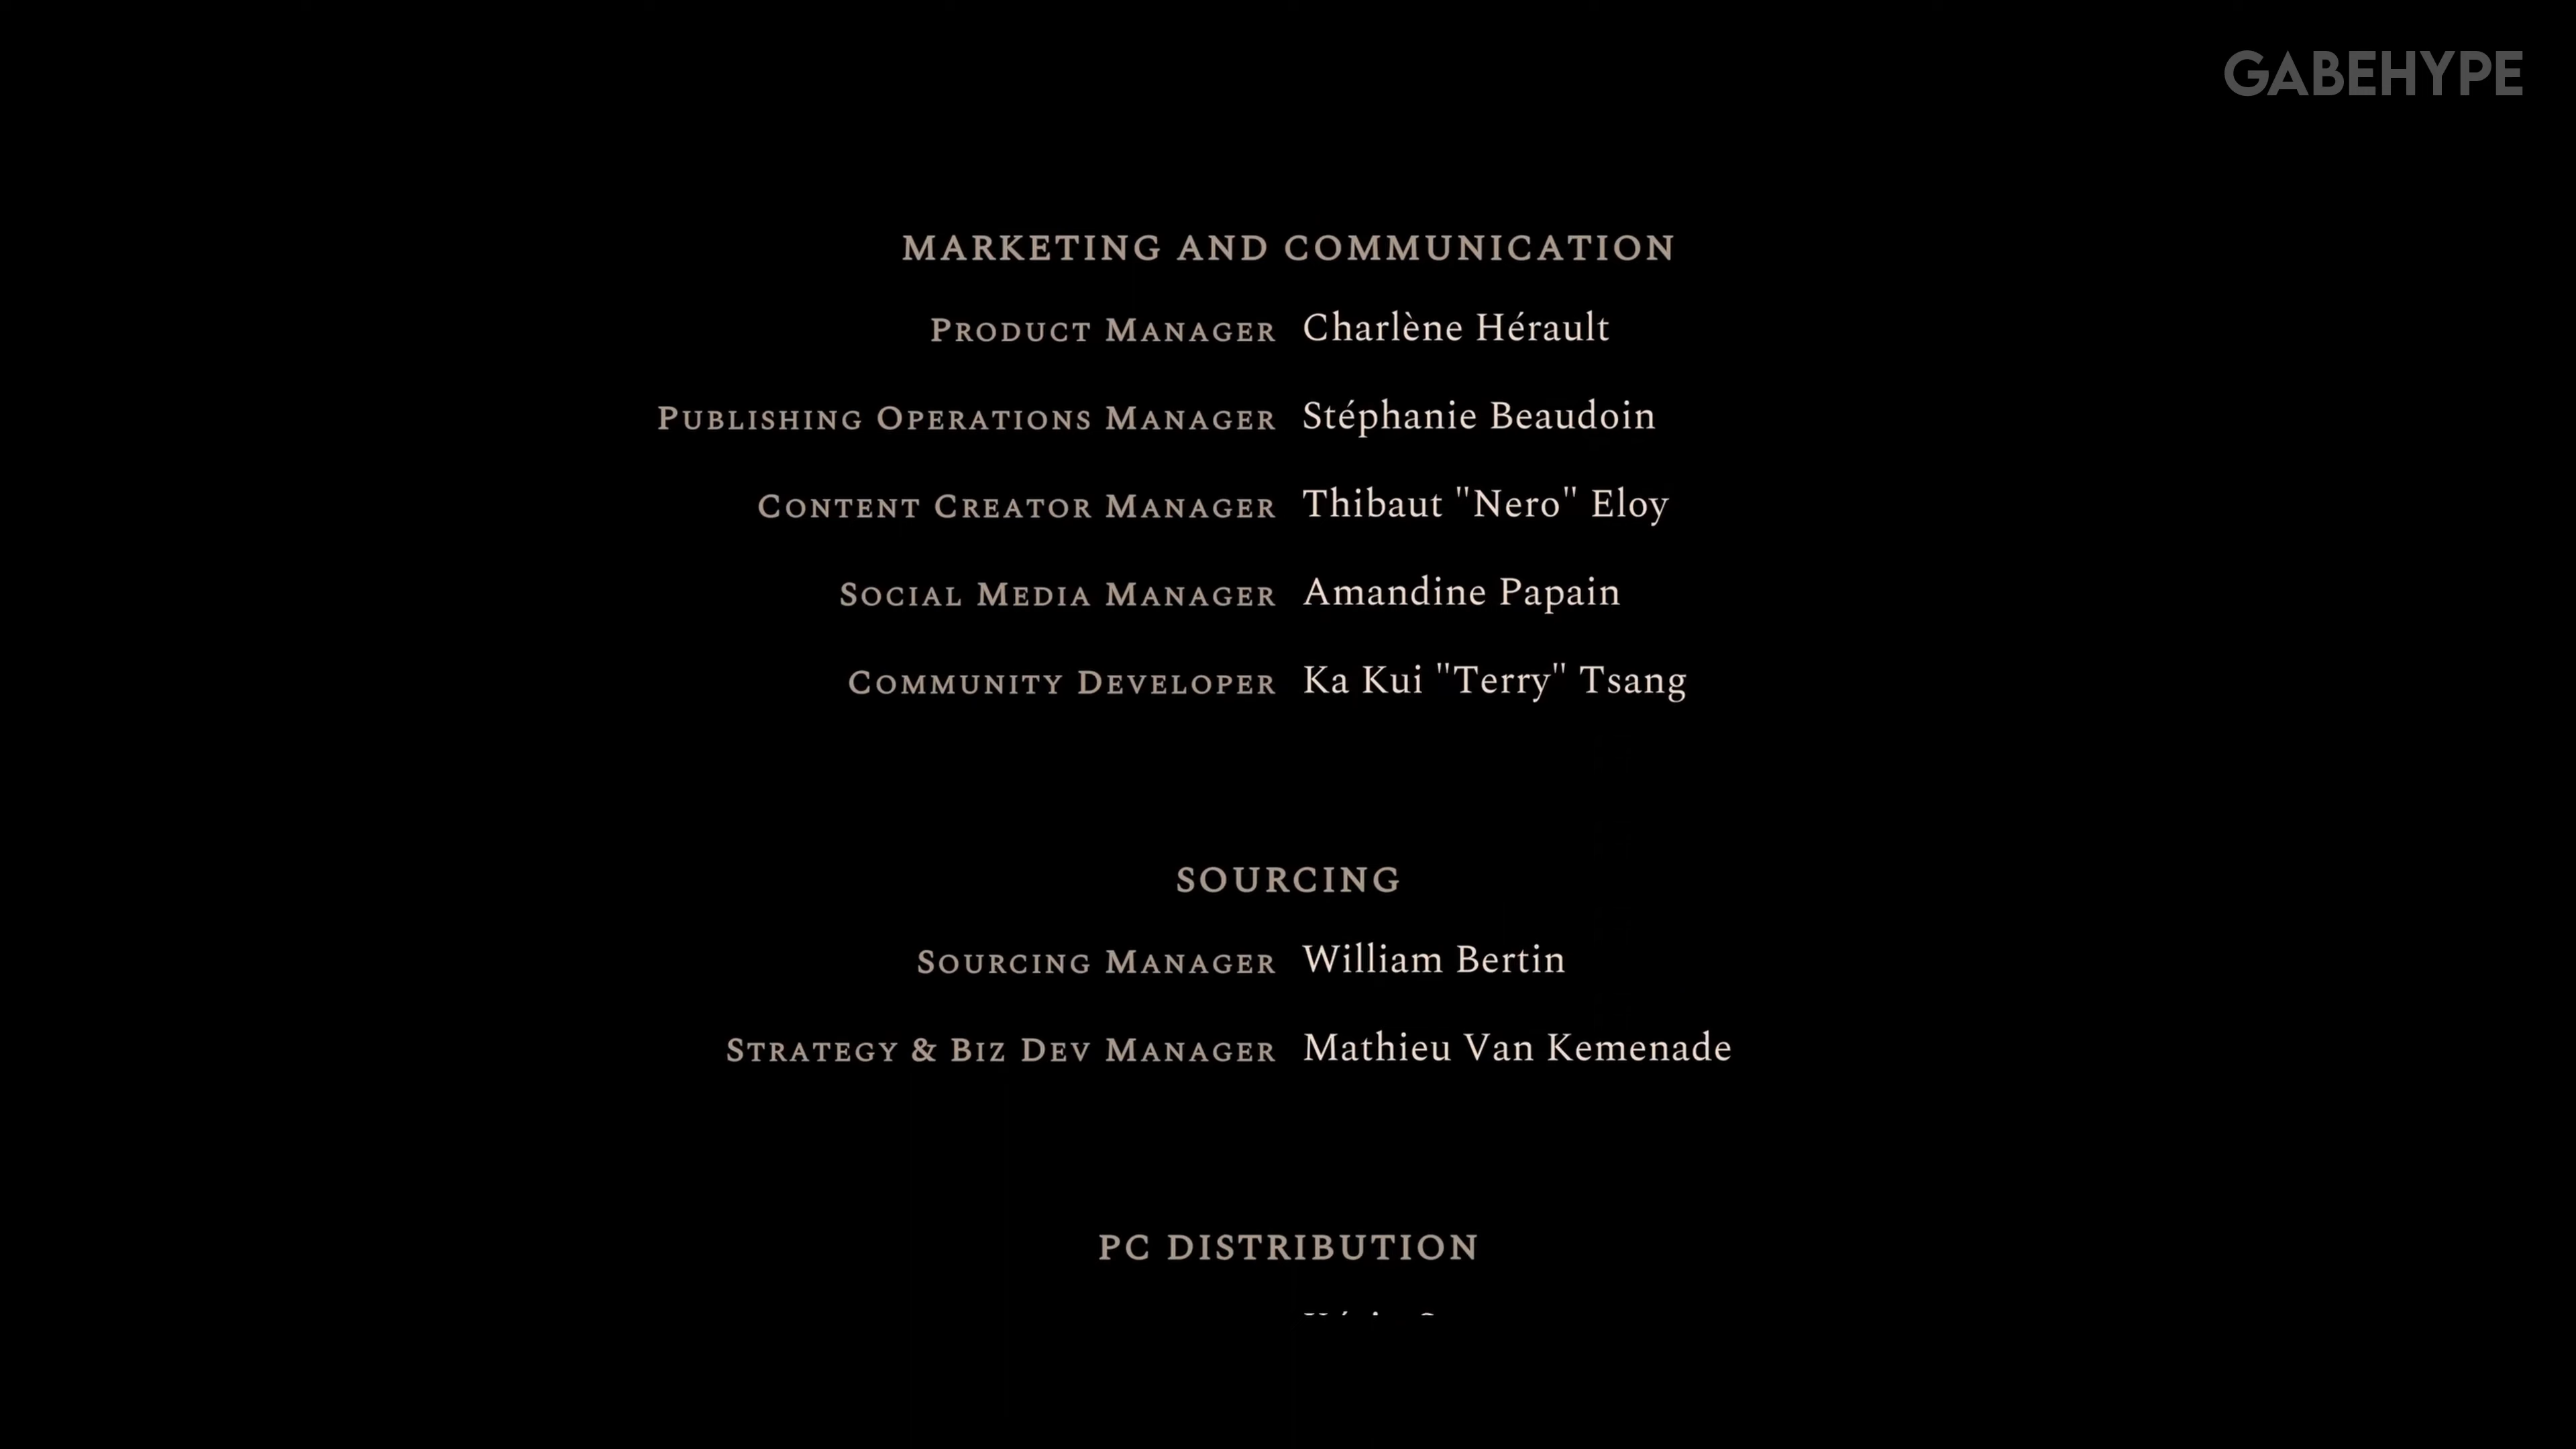 GABEHYPE
MARKETING AND COMMUNICATION
PRODUCT MANAGER Charlène Hérault
PUBLISHING OPERATIONS MANAGER Stéphanie Beaudoin
CONTENT CREATOR MANAGER Thibaut "Nero" Eloy
SOCIAL MEDIA MANAGER Amandine Papain
COMMUNITY DEVELOPER Ka Kui "Terry" Tsang
SOURCING
SOURCING MANAGER William Bertin
STRATEGY & BIZ DEV MANAGER Mathieu Van Kemenade
PC DISTRIBUTION